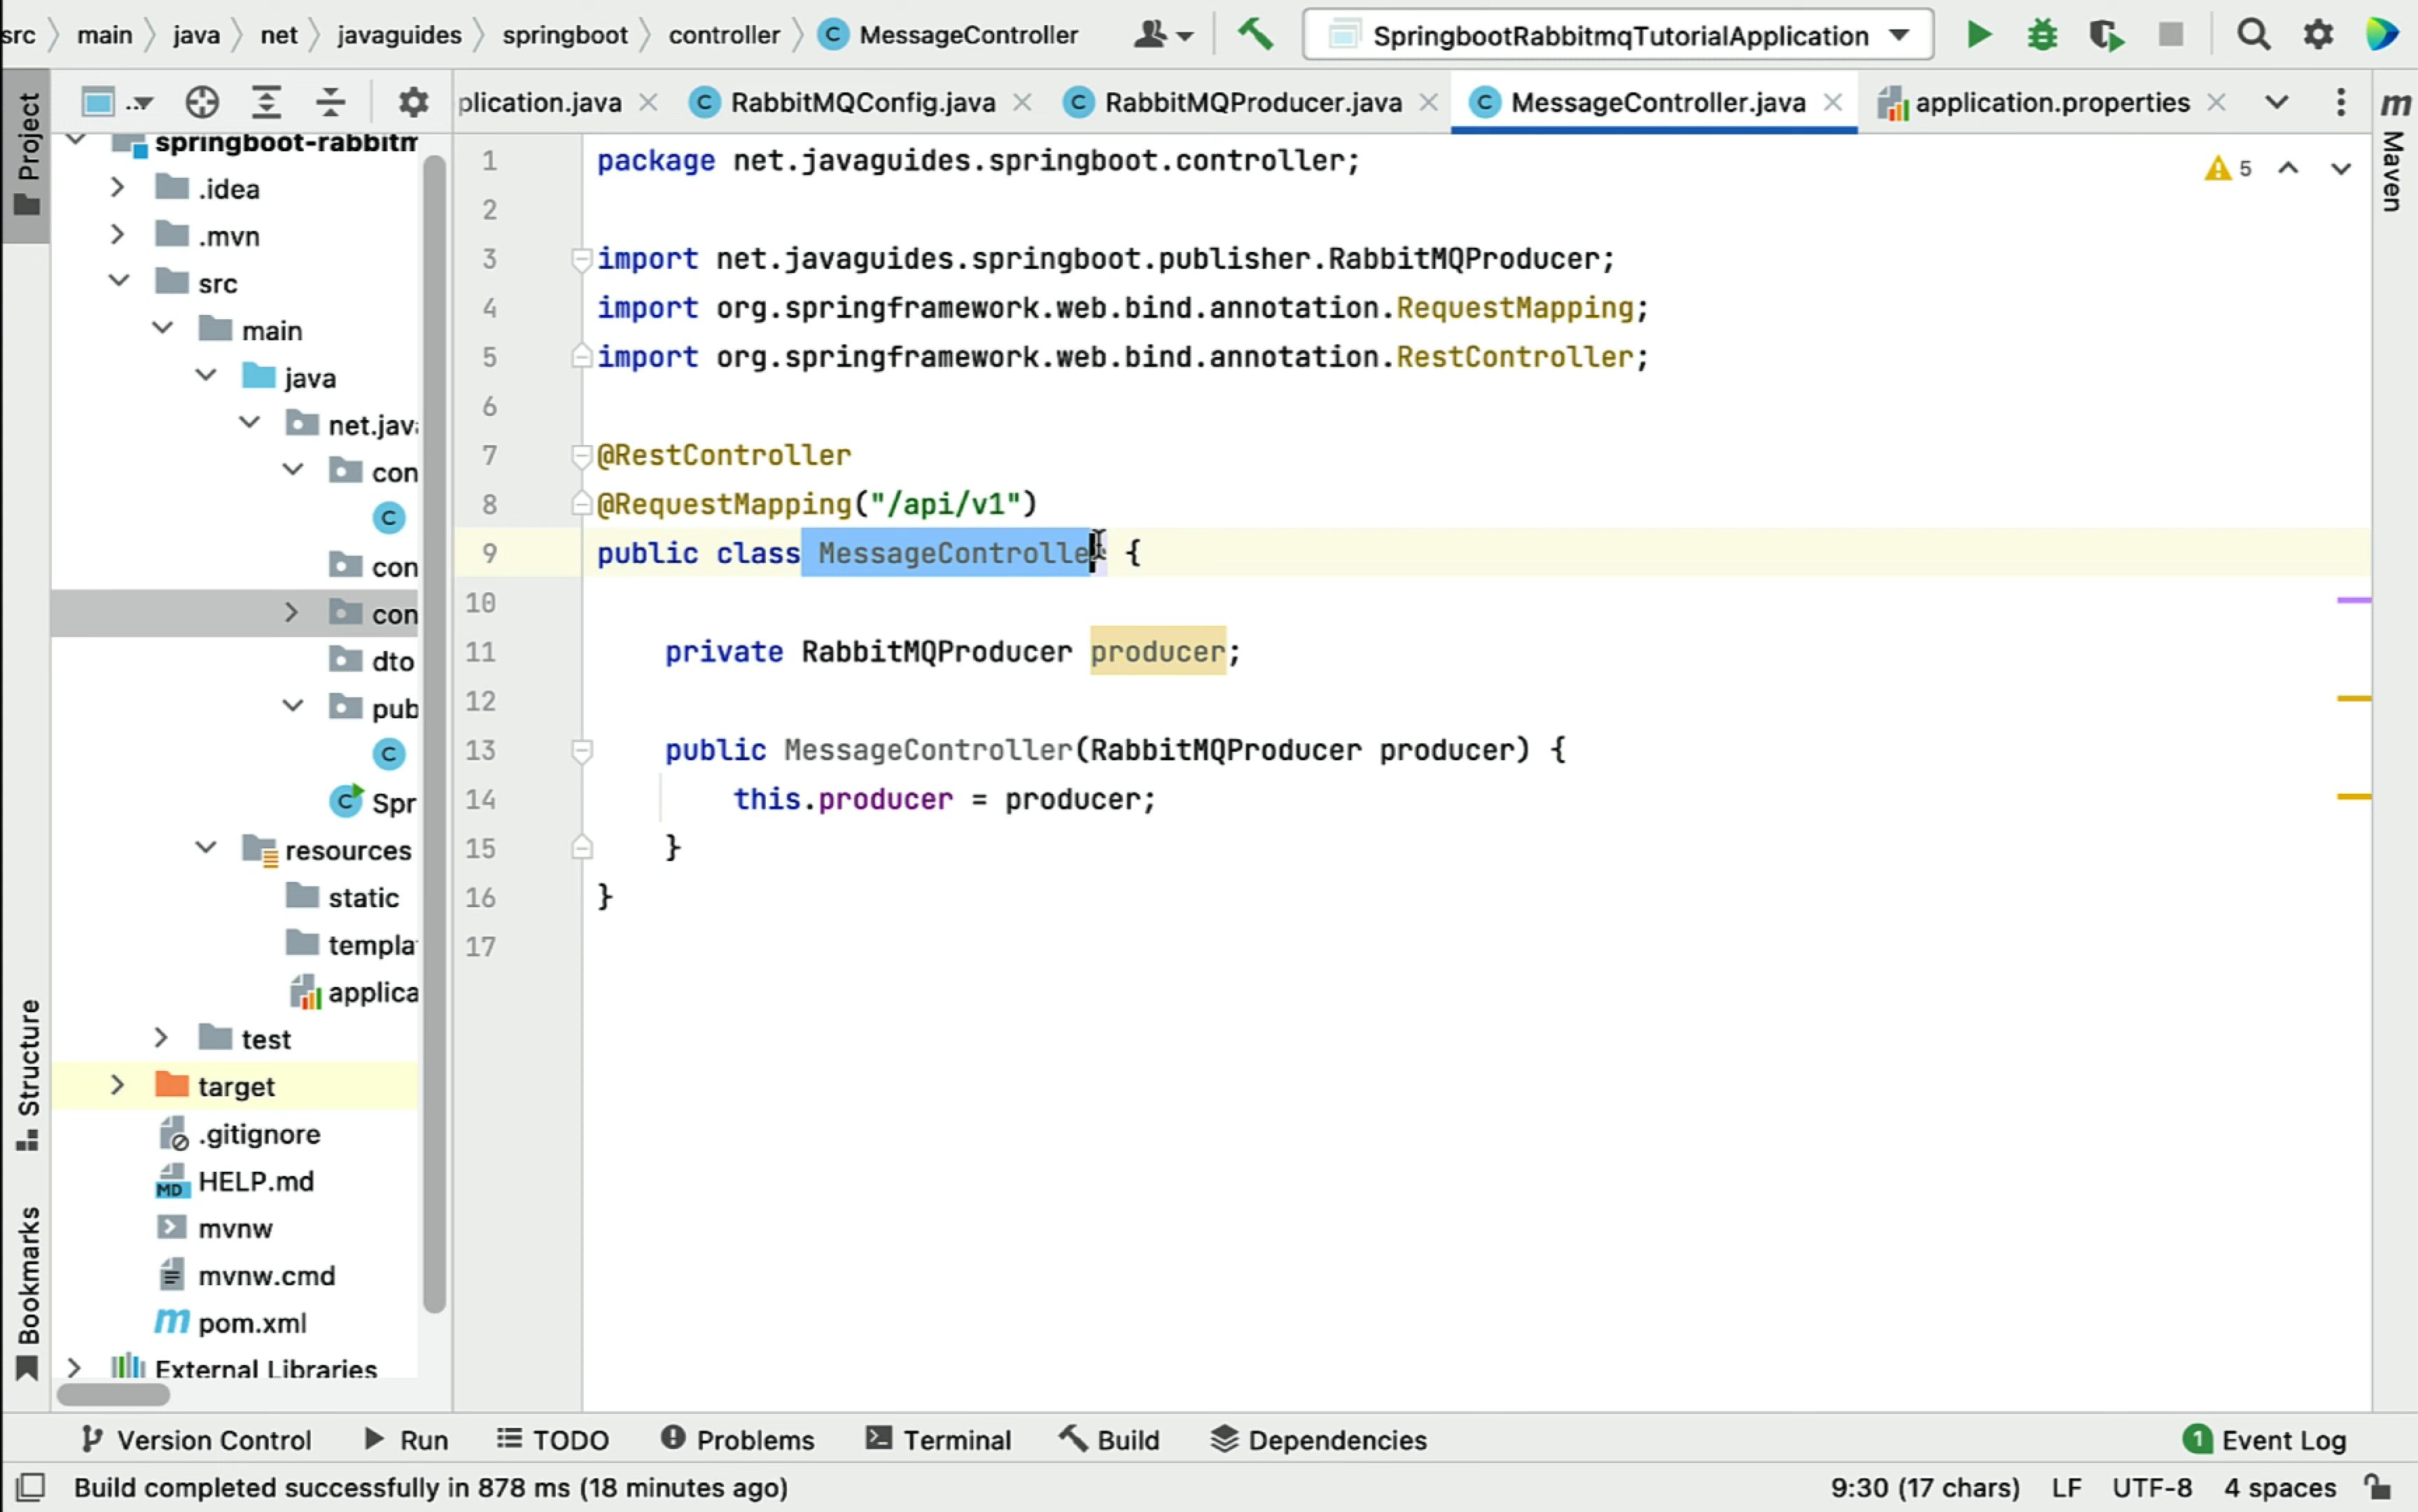 src main java net javaguides springboot controller MessageController SpringbootRabbitmqTutorialApplication
plication.java RabbitMQConfig.java RabbitMQProducer.java MessageController.java application.properties
Project
Structure
Bookmarks
springboot-rabbitm
.idea
.mvn
src
main
java
net.jav
con
con
con
dto
pub
Spr
resources
static
templa
applica
test
target
.gitignore
HELP.md
mvnw
mvnw.cmd
pom.xml
External Libraries
1 package net.javaguides.springboot.controller;
2
3 import net.javaguides.springboot.publisher.RabbitMQProducer;
4 import org.springframework.web.bind.annotation.RequestMapping;
5 import org.springframework.web.bind.annotation.RestController;
6
7 @RestController
8 @RequestMapping("/api/v1")
9 public class MessageController {
10
11 private RabbitMQProducer producer;
12
13 public MessageController(RabbitMQProducer producer) {
14 this.producer = producer;
15 }
16 }
17
5
Maven
Version Control Run TODO Problems Terminal Build Dependencies 1 Event Log
Build completed successfully in 878 ms (18 minutes ago) 9:30 (17 chars) LF UTF-8 4 spaces